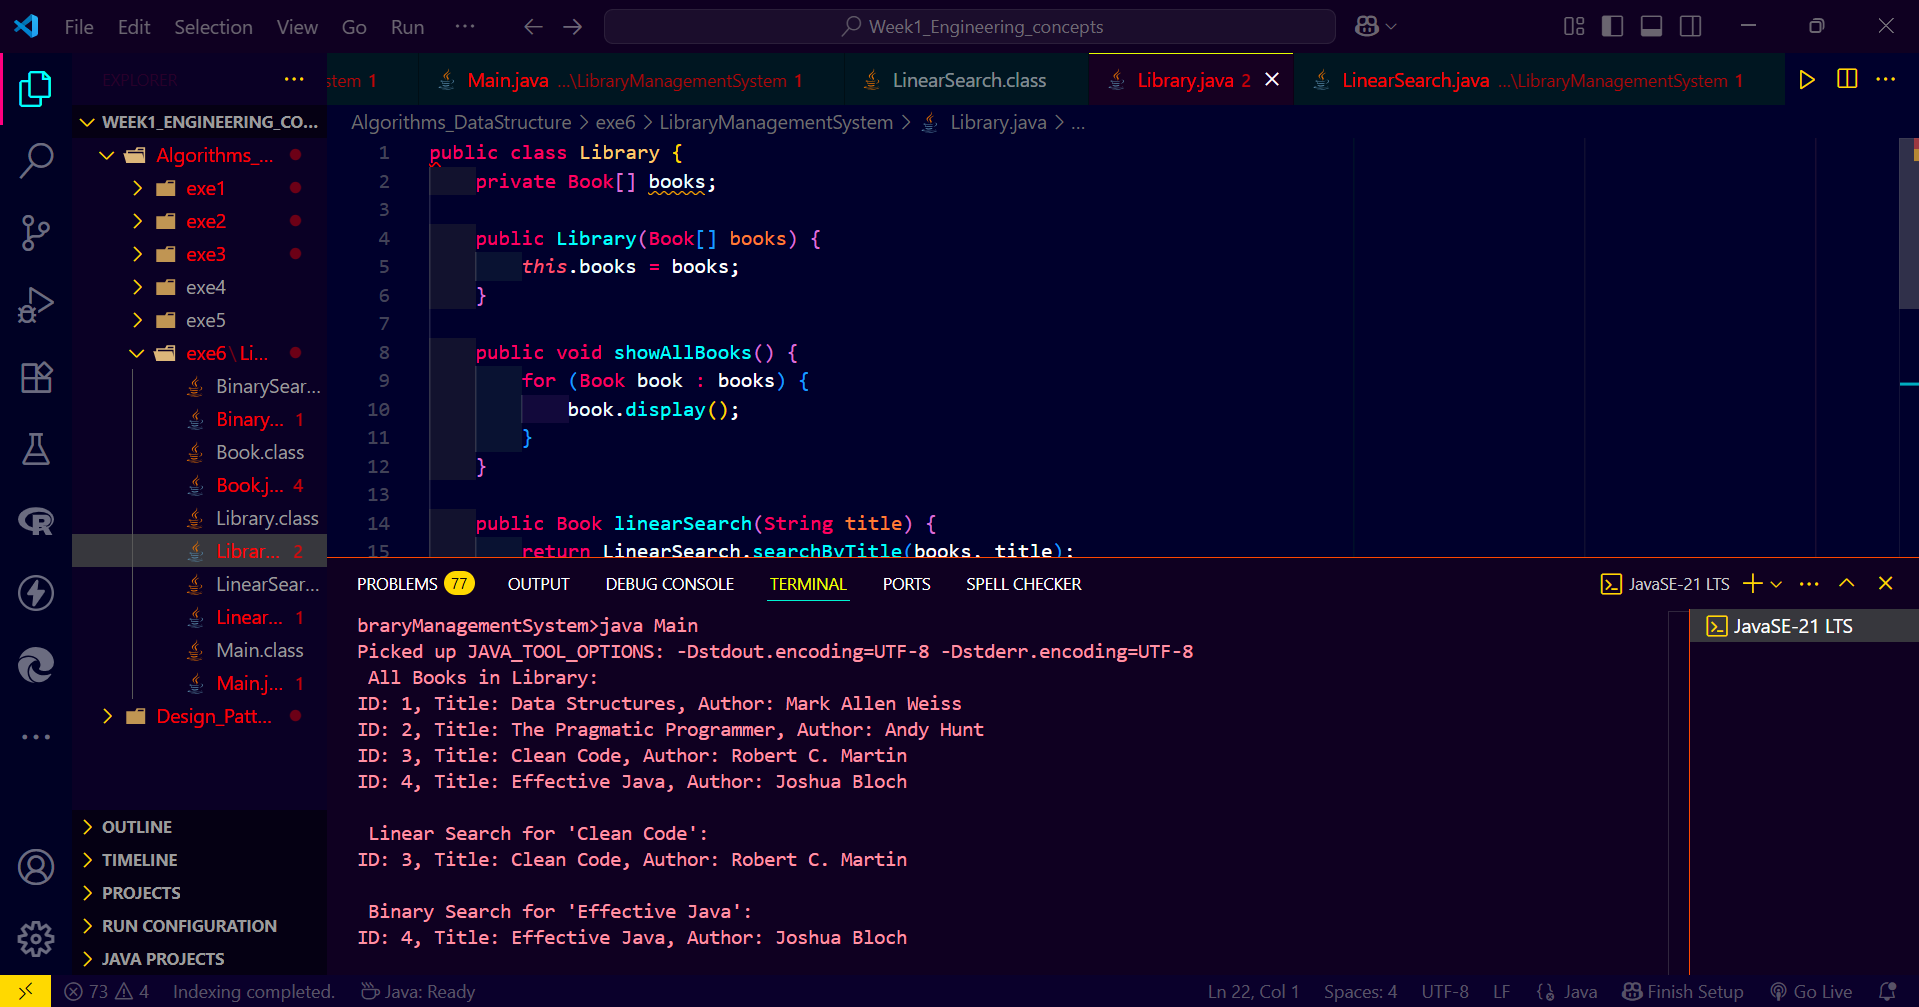 File Edit Selection View Go Run ... Week1_Engineering_concepts
EXPLORER ...
stem 1 Main.java ...\LibraryManagementSystem 1 LinearSearch.class Library.java 2 LinearSearch.java ...\LibraryManagementSystem 1
WEEK1_ENGINEERING_CO...
Algorithms_...
exe1
exe2
exe3
exe4
exe5
exe6\Li...
BinarySear...
Binary... 1
Book.class
Book.j... 4
Library.class
Librar... 2
LinearSear...
Linear... 1
Main.class
Main.j... 1
Design_Patt...
OUTLINE
TIMELINE
PROJECTS
RUN CONFIGURATION
JAVA PROJECTS
Algorithms_DataStructure > exe6 > LibraryManagementSystem > Library.java > ...
1 public class Library {
2 private Book[] books;
3
4 public Library(Book[] books) {
5 this.books = books;
6 }
7
8 public void showAllBooks() {
9 for (Book book : books) {
10 book.display();
11 }
12 }
13
14 public Book linearSearch(String title) {
15 return LinearSearch.searchByTitle(books, title);
PROBLEMS 77 OUTPUT DEBUG CONSOLE TERMINAL PORTS SPELL CHECKER JavaSE-21 LTS
JavaSE-21 LTS
braryManagementSystem>java Main
Picked up JAVA_TOOL_OPTIONS: -Dstdout.encoding=UTF-8 -Dstderr.encoding=UTF-8
All Books in Library:
ID: 1, Title: Data Structures, Author: Mark Allen Weiss
ID: 2, Title: The Pragmatic Programmer, Author: Andy Hunt
ID: 3, Title: Clean Code, Author: Robert C. Martin
ID: 4, Title: Effective Java, Author: Joshua Bloch
Linear Search for 'Clean Code':
ID: 3, Title: Clean Code, Author: Robert C. Martin
Binary Search for 'Effective Java':
ID: 4, Title: Effective Java, Author: Joshua Bloch
73 4 Indexing completed. Java: Ready Ln 22, Col 1 Spaces: 4 UTF-8 LF {} Java Finish Setup Go Live